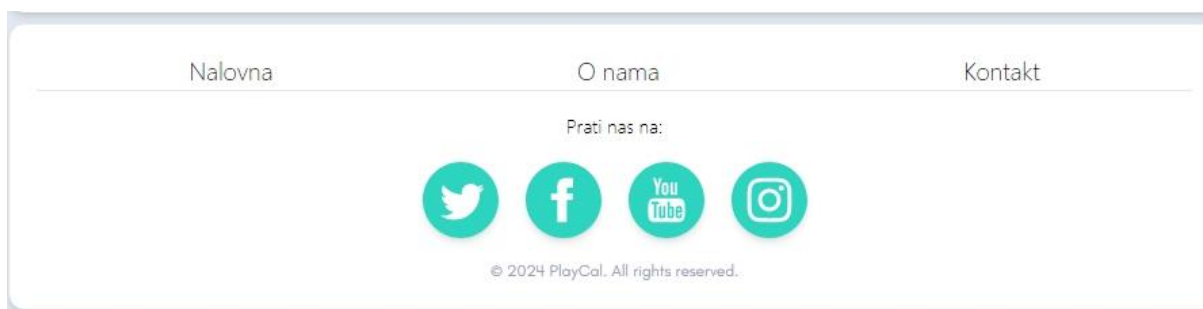 Nalovna O nama Kontakt
Prati nas na:
You
Tube
© 2024 PlayCal. All rights reserved.